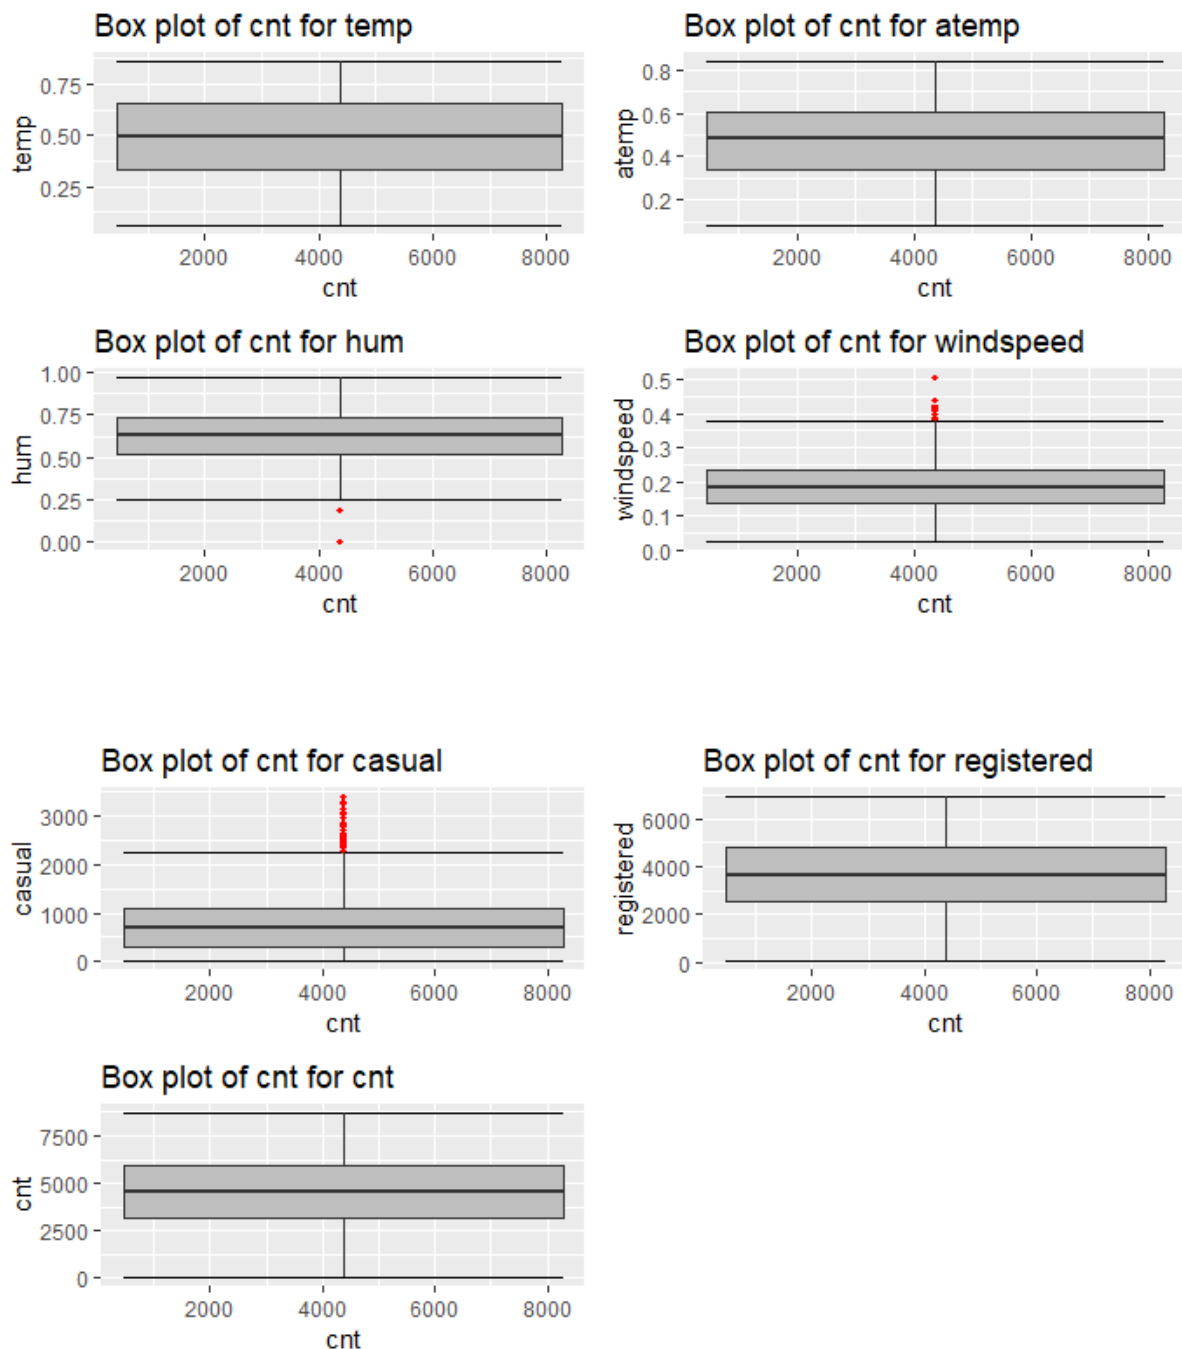 Box plot of cnt for temp
temp
0.75
0.50
0.25
2000 4000 6000 8000
cnt
Box plot of cnt for atemp
atemp
0.8
0.6
0.4
0.2
2000 4000 6000 8000
cnt
Box plot of cnt for hum
hum
1.00
0.75
0.50
0.25
0.00
2000 4000 6000 8000
cnt
Box plot of cnt for windspeed
windspeed
0.5
0.4
0.3
0.2
0.1
0.0
2000 4000 6000 8000
cnt
Box plot of cnt for casual
casual
3000
2000
1000
0
2000 4000 6000 8000
cnt
Box plot of cnt for registered
registered
6000
4000
2000
0
2000 4000 6000 8000
cnt
Box plot of cnt for cnt
cnt
7500
5000
2500
0
2000 4000 6000 8000
cnt